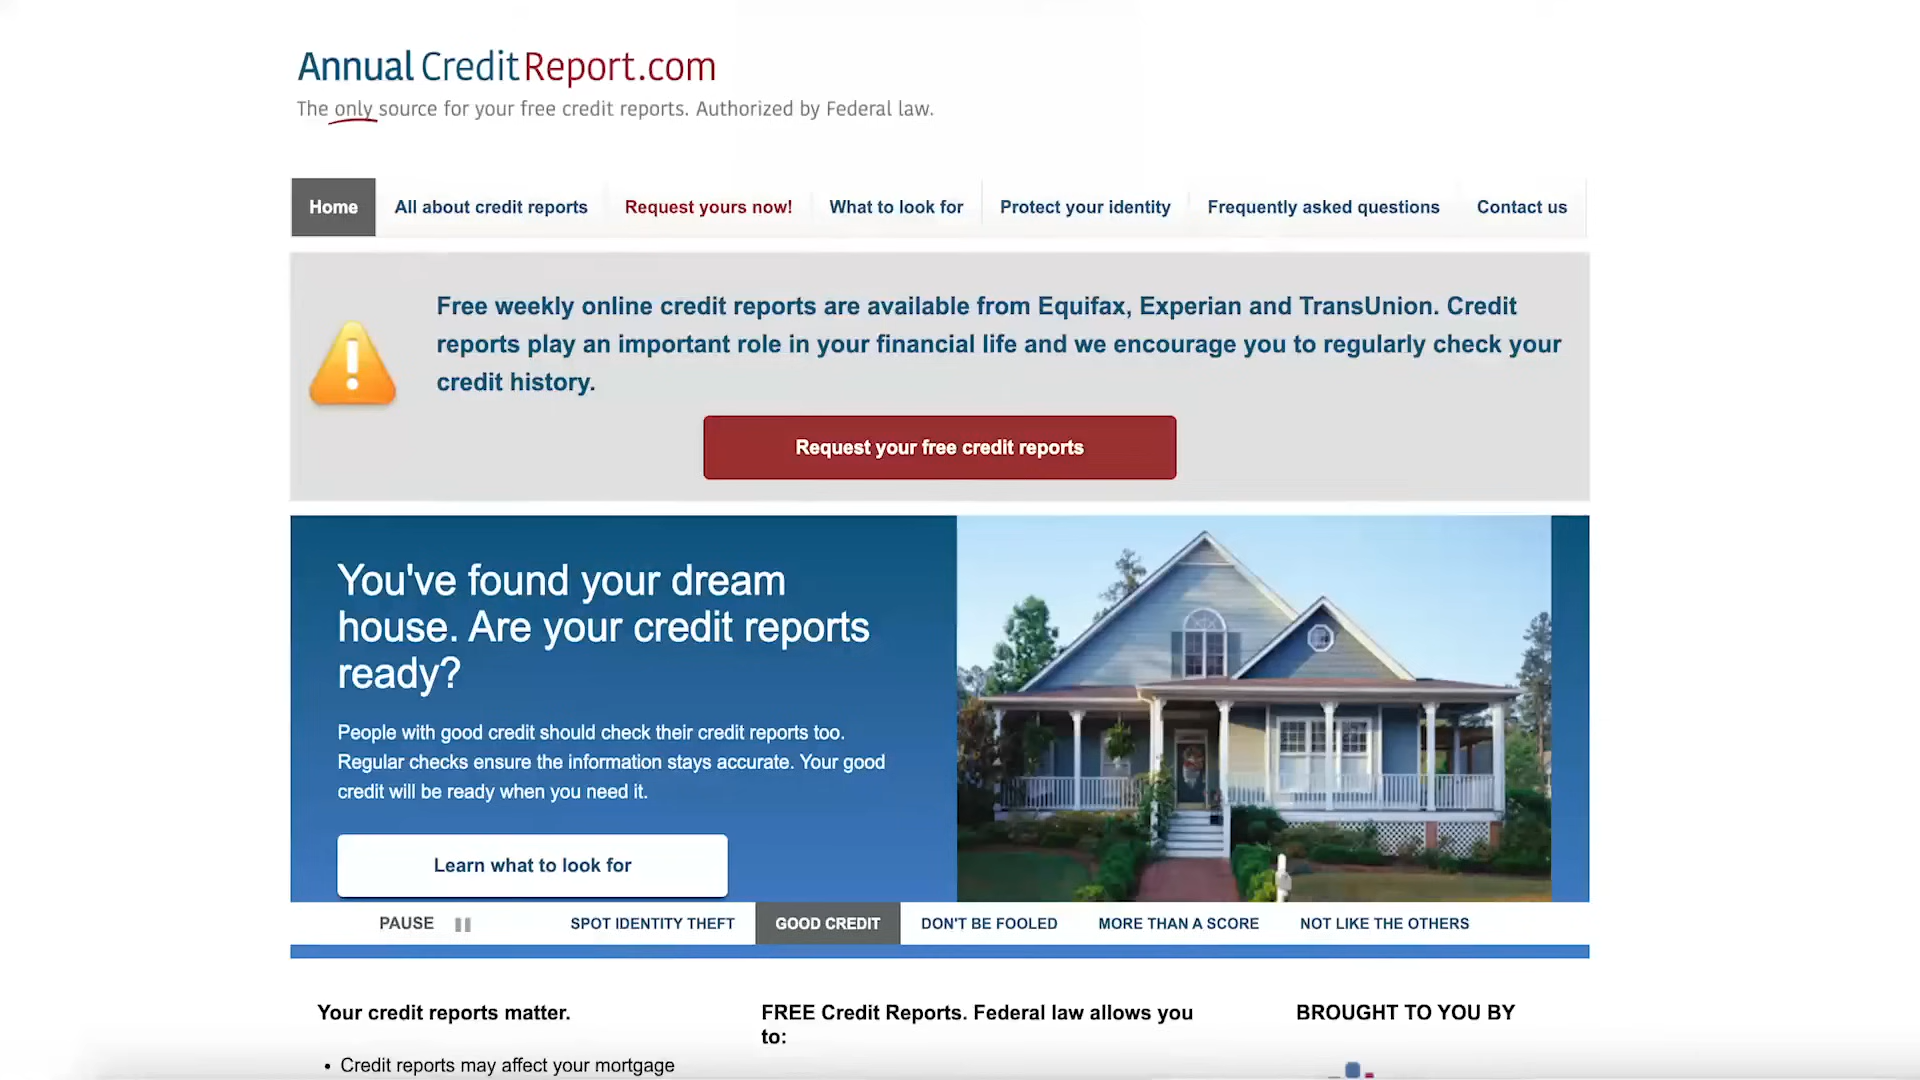 AnnualCreditReport.com
The only source for your free credit reports. Authorized by Federal law.
Home
All about credit reports
Request yours now!
What to look for
Protect your identity
Frequently asked questions
Contact us
Free weekly online credit reports are available from Equifax, Experian and TransUnion. Credit
reports play an important role in your financial life and we encourage you to regularly check your
credit history.
Request your free credit reports
You've found your dream
house. Are your credit reports
ready?
People with good credit should check their credit reports too.
Regular checks ensure the information stays accurate. Your good
credit will be ready when you need it.
Learn what to look for
PAUSE
SPOT IDENTITY THEFT
GOOD CREDIT
DON'T BE FOOLED
MORE THAN A SCORE
NOT LIKE THE OTHERS
Your credit reports matter.
• Credit reports may affect your mortgage
FREE Credit Reports. Federal law allows you
to:
BROUGHT TO YOU BY